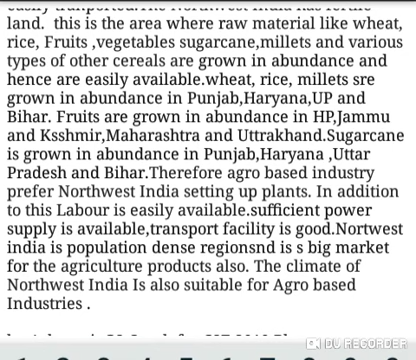 land. this is the area where raw material like wheat,
rice, Fruits ,vegetables sugarcane,millets and various
types of other cereals are grown in abundance and
hence are easily available.wheat, rice, millets sre
grown in abundance in Punjab,Haryana,UP and
Bihar. Fruits are grown in abundance in HP,Jammu
and Ksshmir,Maharashtra and Uttrakhand.Sugarcane
is grown in abundance in Punjab,Haryana ,Uttar
Pradesh and Bihar.Therefore agro based industry
prefer Northwest India setting up plants. In addition
to this Labour is easily available.sufficient power
supply is available,transport facility is good.Nortwest
india is population dense regionsnd is s big market
for the agriculture products also. The climate of
Northwest India Is also suitable for Agro based
Industries .
DU RECORDER